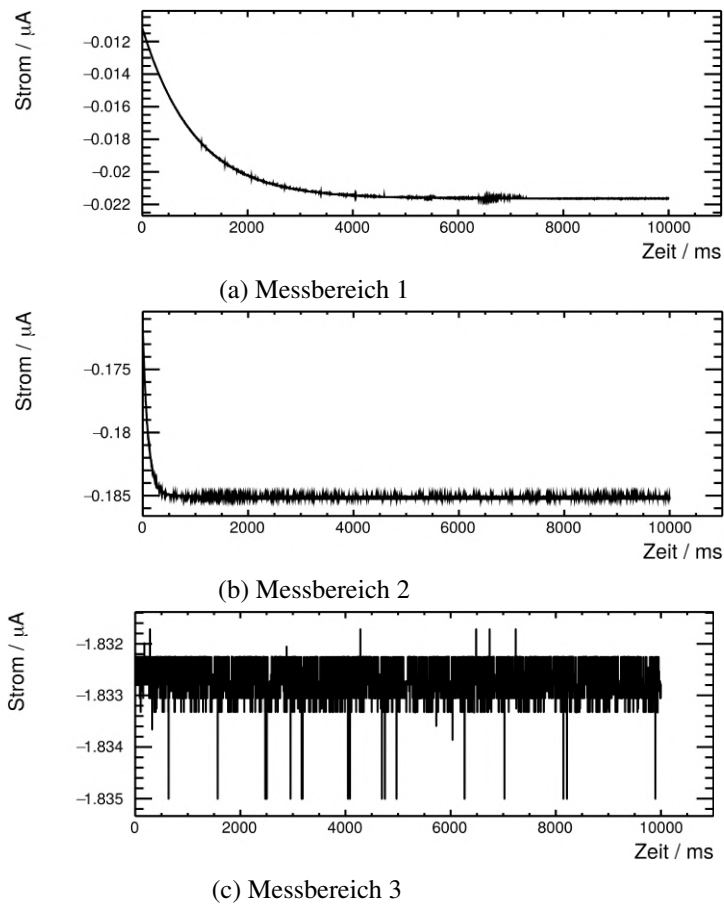 Strom / μA
−0.012
−0.014
−0.016
−0.018
−0.02
−0.022
0 2000 4000 6000 8000 10000
Zeit / ms
(a) Messbereich 1
Strom / μA
−0.175
−0.18
−0.185
0 2000 4000 6000 8000 10000
Zeit / ms
(b) Messbereich 2
Strom / μA
−1.832
−1.833
−1.834
−1.835
0 2000 4000 6000 8000 10000
Zeit / ms
(c) Messbereich 3